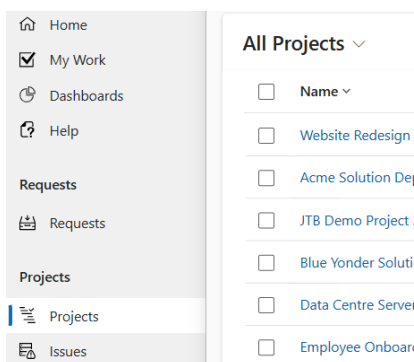 Home
My Work
Dashboards
Help
Requests
Requests
Projects
Projects
Issues
All Projects
Name
Website Redesign
Acme Solution De
JTB Demo Project
Blue Yonder Soluti
Data Centre Server
Employee Onboar